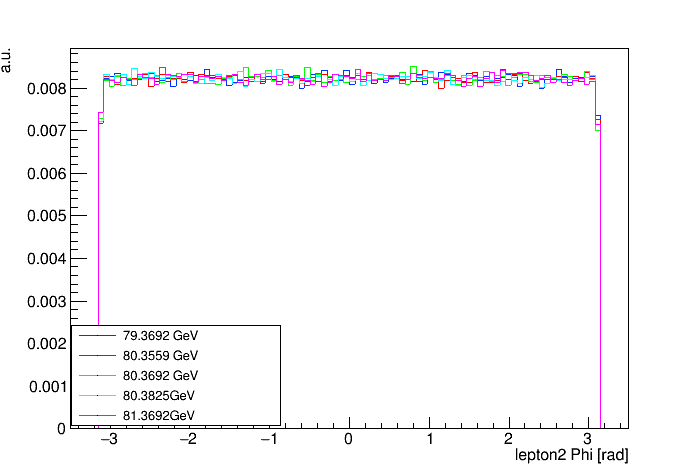 a.u.
0.008
0.007
0.006
0.005
0.004
0.003
0.002
0.001
0
79.3692 GeV
80.3559 GeV
80.3692 GeV
80.3825GeV
81.3692GeV
−3 −2 −1 0 1 2 3
lepton2 Phi [rad]